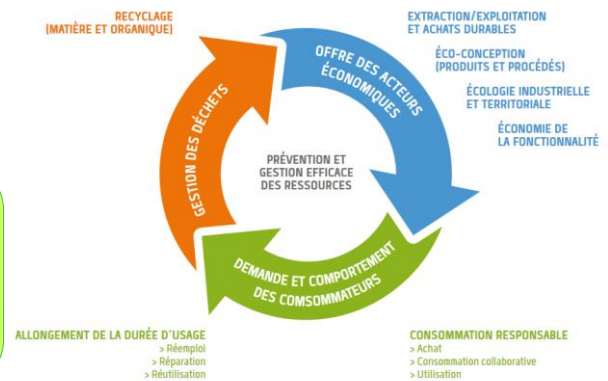 RECYCLAGE
(MATIÈRE ET ORGANIQUE)
EXTRACTION/EXPLOITATION
ET ACHATS DURABLES
ÉCO-CONCEPTION
(PRODUITS ET PROCÉDÉS)
ÉCOLOGIE INDUSTRIELLE
ET TERRITORIALE
ÉCONOMIE DE
LA FONCTIONNALITÉ
OFFRE DES ACTEURS
ÉCONOMIQUES
GESTION DES DÉCHETS
PRÉVENTION ET
GESTION EFFICACE
DES RESSOURCES
DEMANDE ET COMPORTEMENT
DES COMSOMMATEURS
ALLONGEMENT DE LA DURÉE D'USAGE
> Réemploi
> Réparation
> Réutilisation
CONSOMMATION RESPONSABLE
> Achat
> Consommation collaborative
> Utilisation